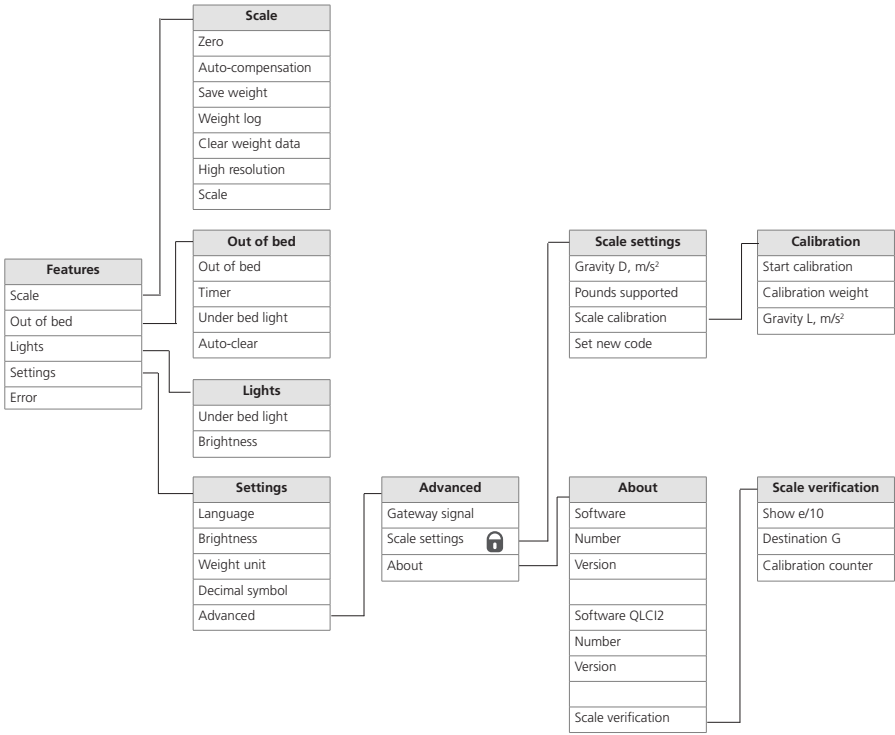 Scale
Zero
Auto-compensation
Save weight
Weight log
Clear weight data
High resolution
Scale
Features
Scale
Out of bed
Lights
Settings
Error
Out of bed
Out of bed
Timer
Under bed light
Auto-clear
Lights
Under bed light
Brightness
Settings
Language
Brightness
Weight unit
Decimal symbol
Advanced
Advanced
Gateway signal
Scale settings
About
Scale settings
Gravity D, m/s²
Pounds supported
Scale calibration
Set new code
Calibration
Start calibration
Calibration weight
Gravity L, m/s²
About
Software
Number
Version
Software QLCI2
Number
Version
Scale verification
Scale verification
Show e/10
Destination G
Calibration counter